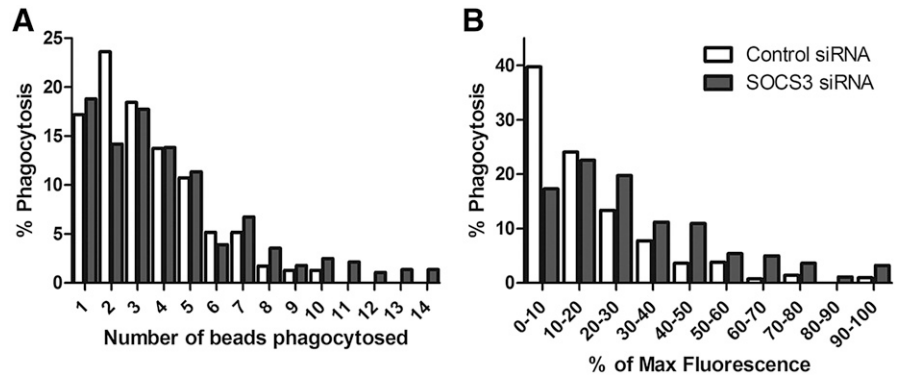 A
% Phagocytosis
25
20
15
10
5
0
1 2 3 4 5 6 7 8 9 10 11 12 13 14
Number of beads phagocytosed
B
% Phagocytosis
40
30
20
10
0
Control siRNA
SOCS3 siRNA
0-10 10-20 20-30 30-40 40-50 50-60 60-70 70-80 80-90 90-100
% of Max Fluorescence